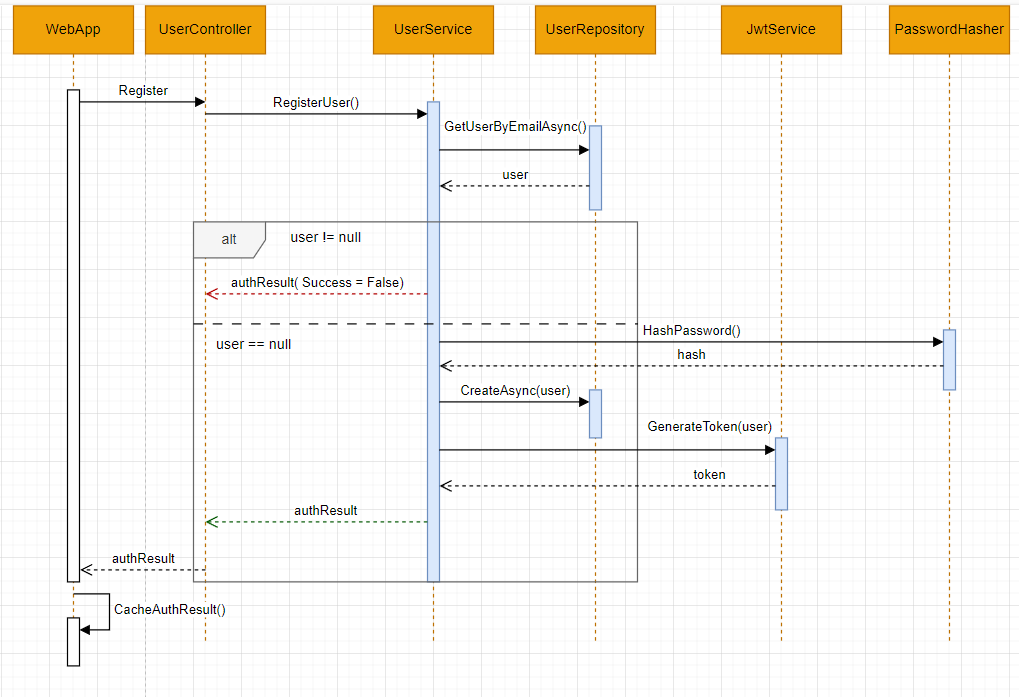 WebApp
UserController
UserService
UserRepository
JwtService
PasswordHasher
Register
RegisterUser()
GetUserByEmailAsync()
user
alt
user != null
authResult( Success = False)
HashPassword()
user == null
hash
CreateAsync(user)
GenerateToken(user)
token
authResult
authResult
CacheAuthResult()